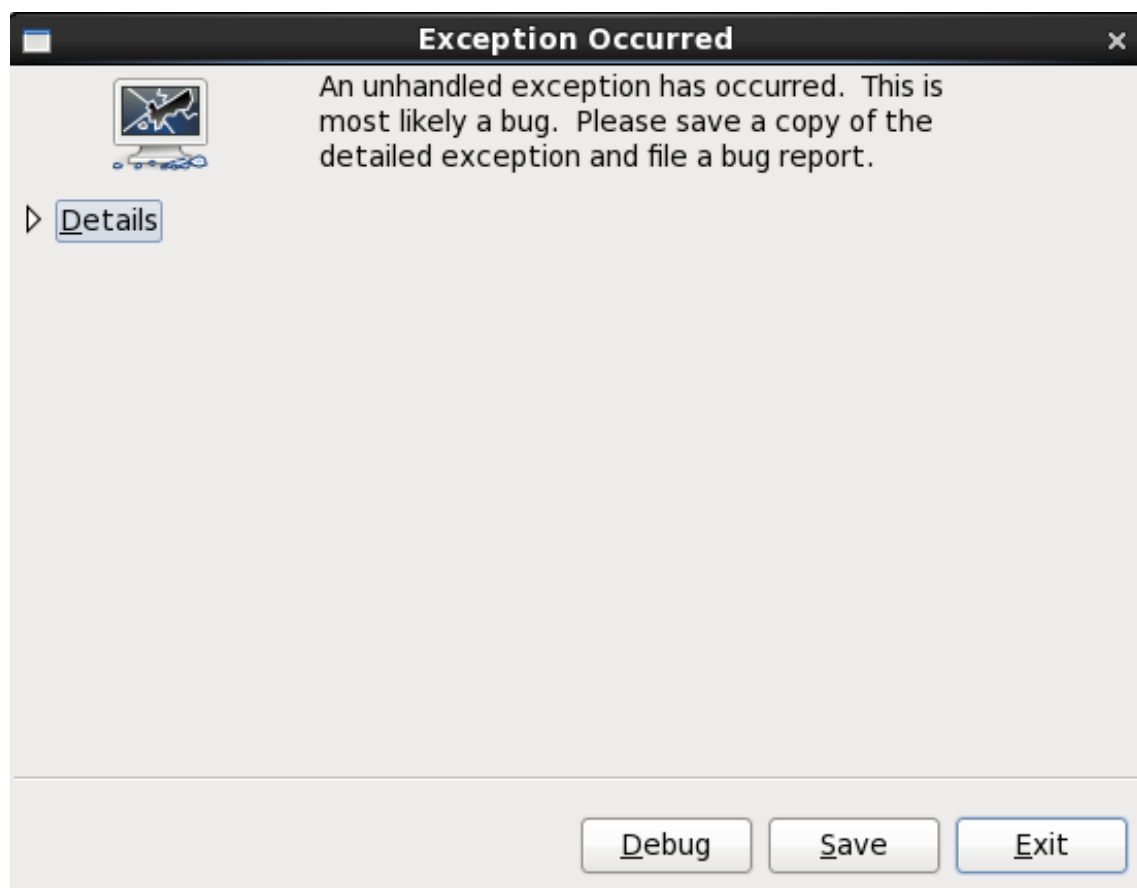 Exception Occurred
An unhandled exception has occurred.  This is
most likely a bug.  Please save a copy of the
detailed exception and file a bug report.
Details
Debug Save Exit